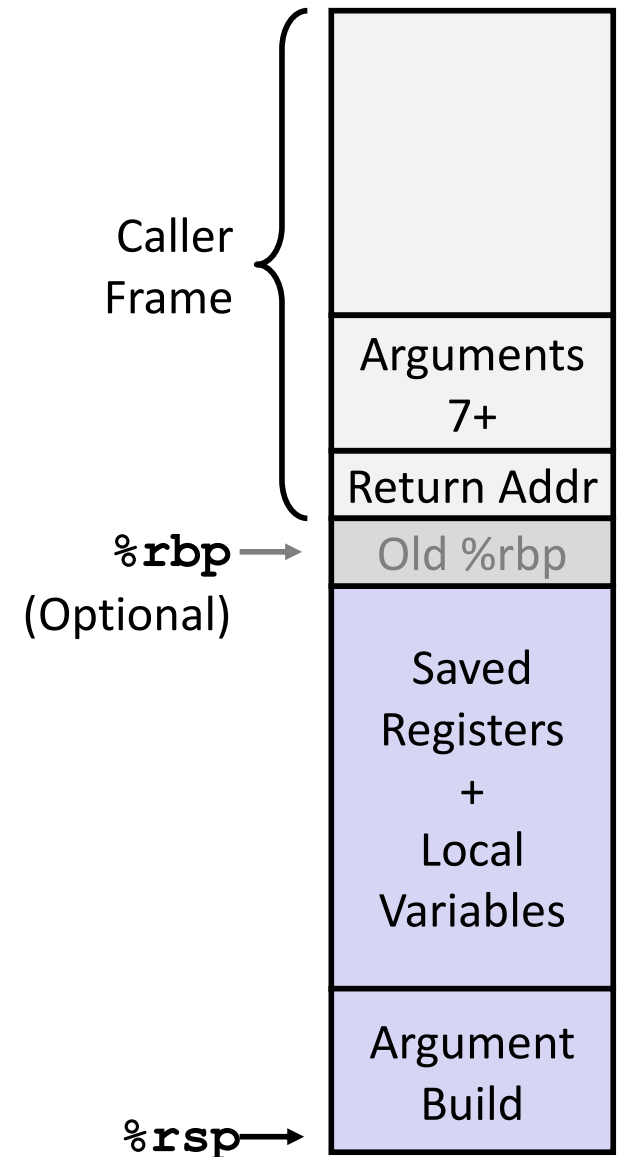 Caller
Frame
Arguments
7+
Return Addr
%rbp
Old %rbp
(Optional)
Saved
Registers
+
Local
Variables
Argument
Build
%rsp